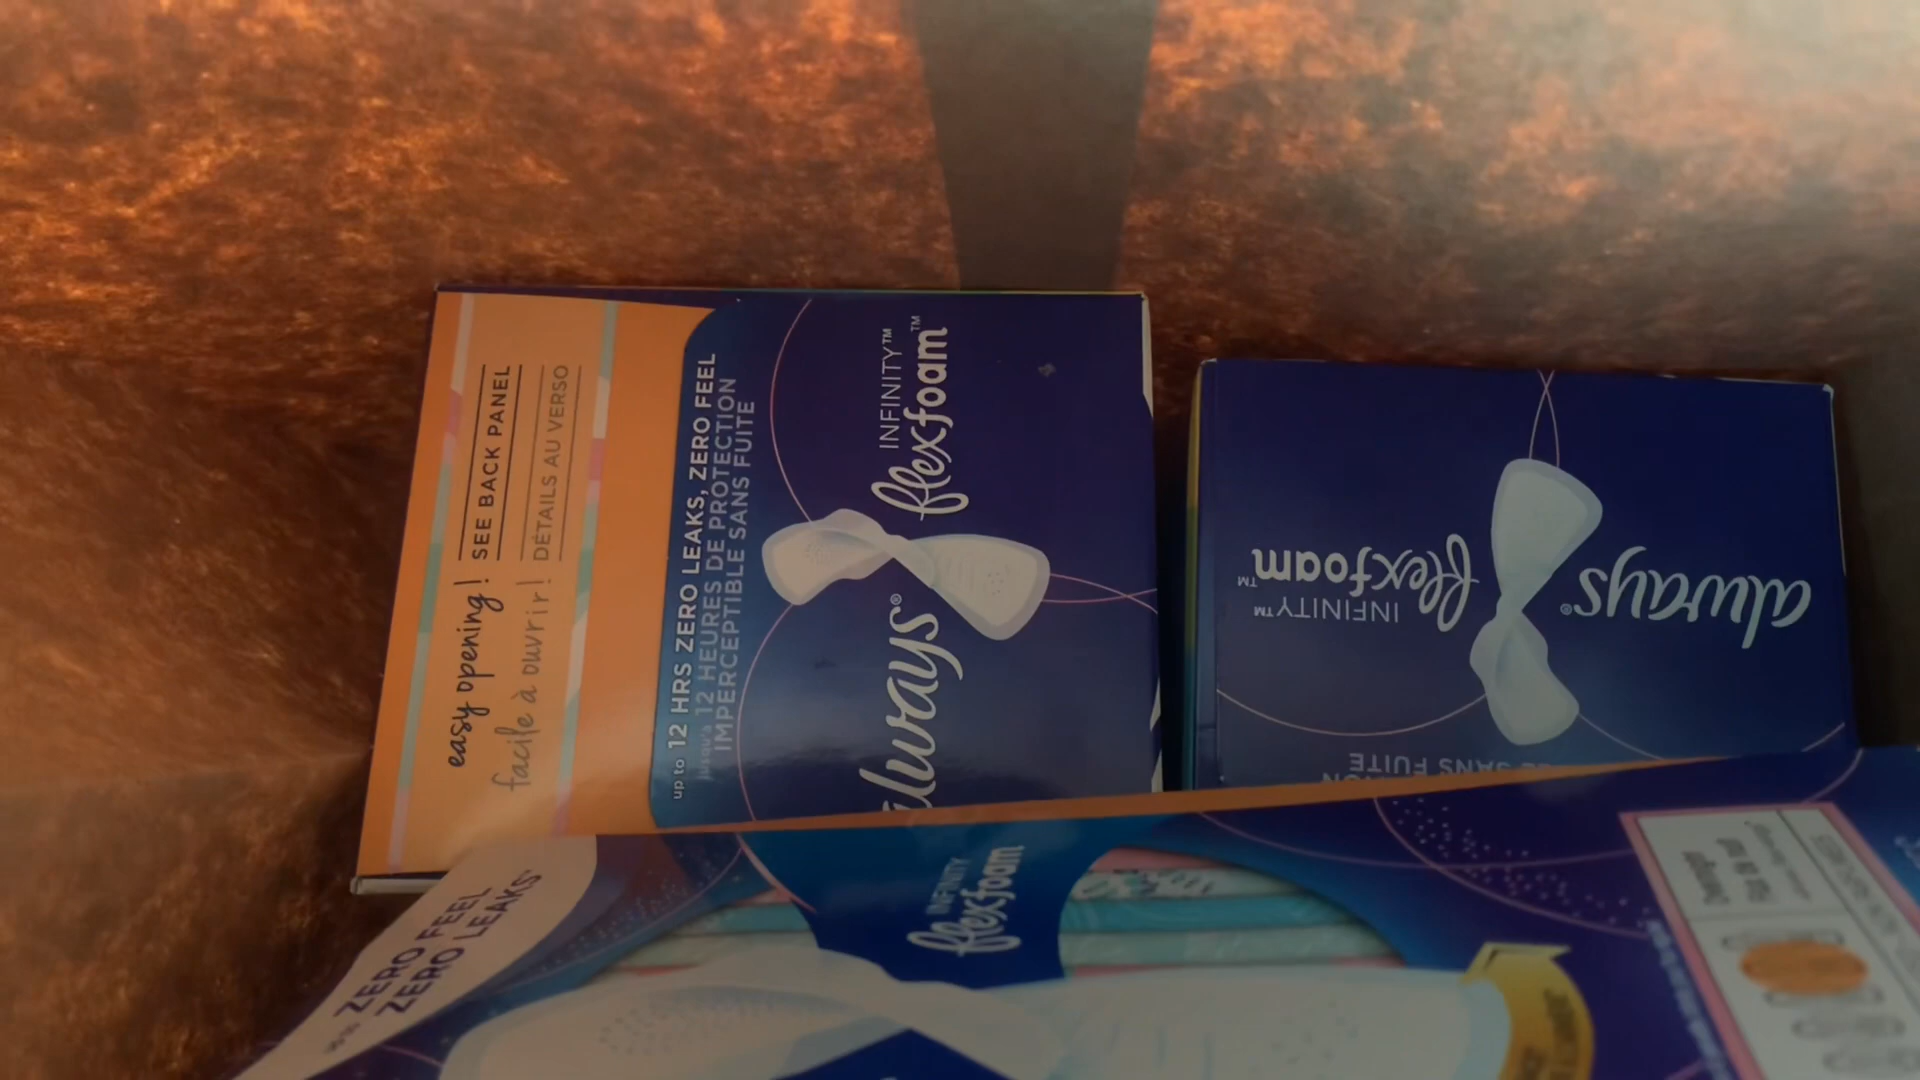 easy opening! SEE BACK PANEL
facile à ouvrir! DÉTAILS AU VERSO
up to 12 HRS ZERO LEAKS, ZERO FEEL
jusqu'à 12 HEURES DE PROTECTION
IMPERCEPTIBLE SANS FUITE
always® INFINITY™
flexfoam™
always®
INFINITY™
flexfoam™
SANS FUITE
ZERO FEEL
ZERO LEAKS
INFINITY
flexfoam